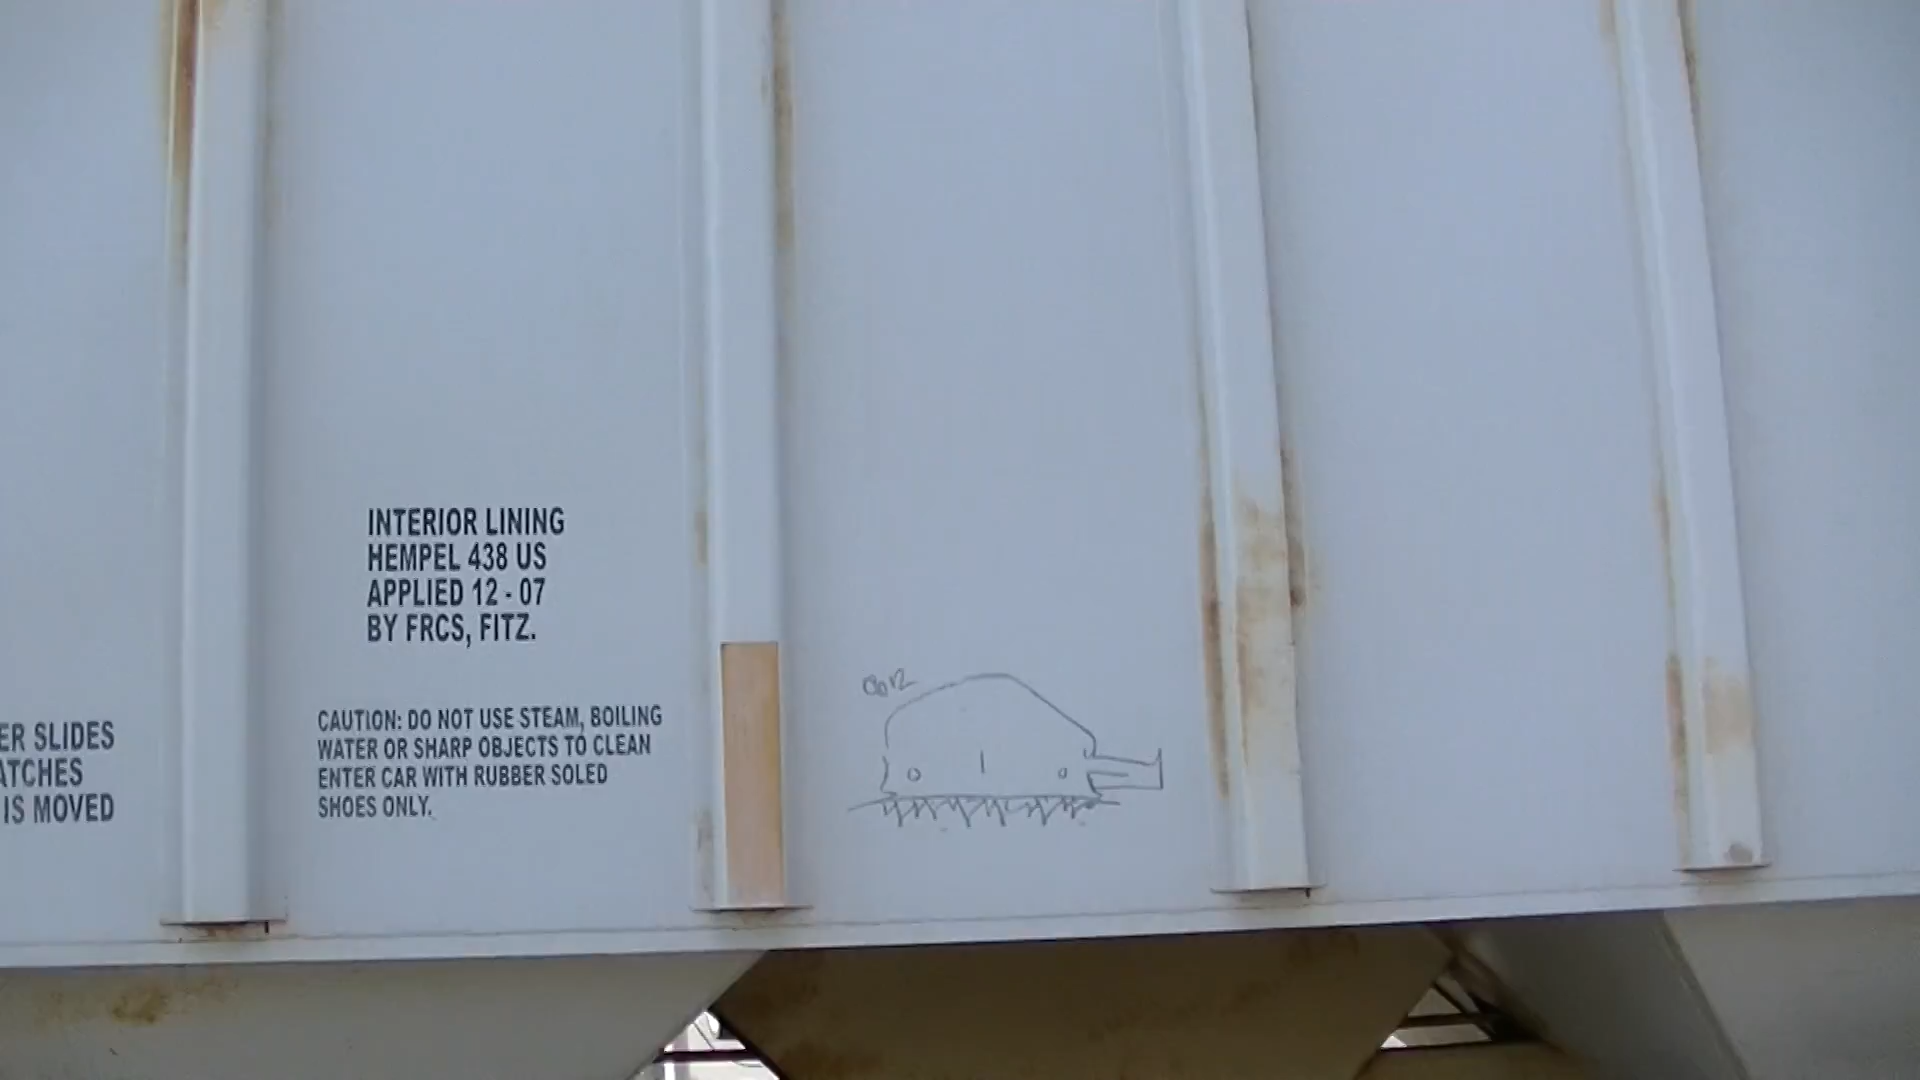 INTERIOR LINING
HEMPEL 438 US
APPLIED 12 - 07
BY FRCS, FITZ.
CAUTION: DO NOT USE STEAM, BOILING
WATER OR SHARP OBJECTS TO CLEAN
ENTER CAR WITH RUBBER SOLED
SHOES ONLY.
ER SLIDES
ATCHES
IS MOVED